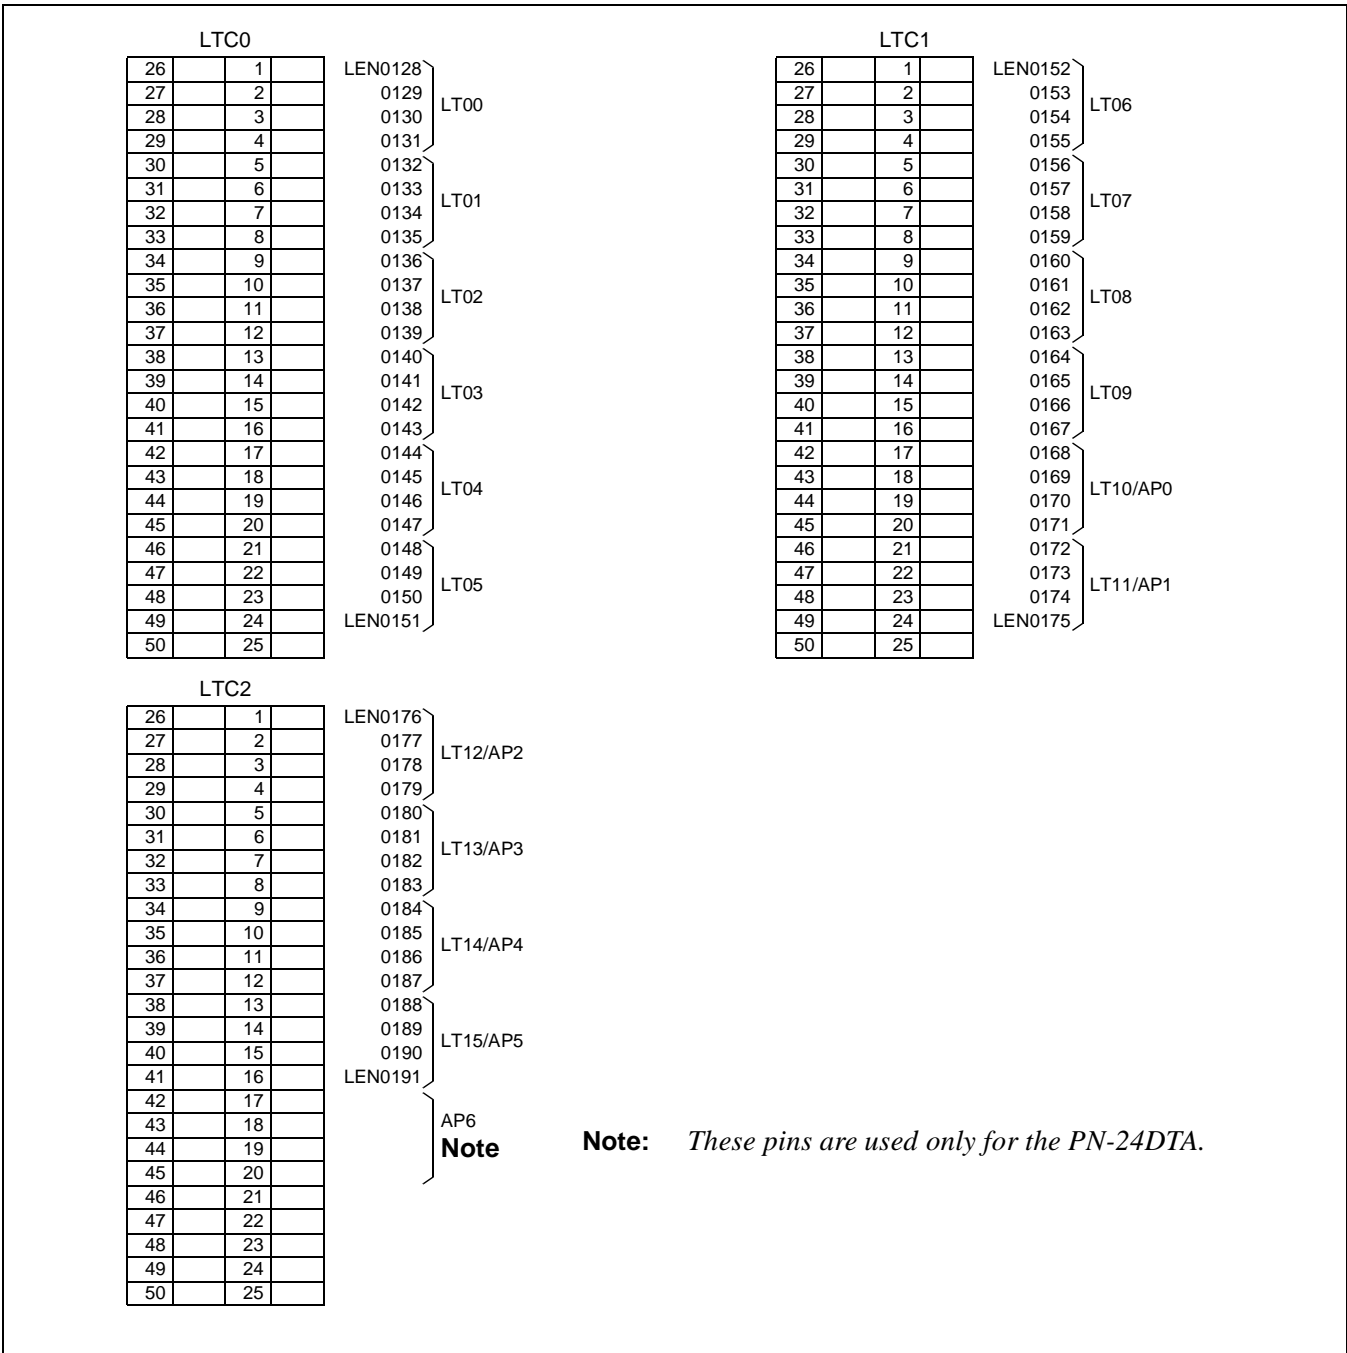 LTC0
26 1 LEN0128
27 2 0129
LT00
28 3 0130
29 4 0131
30 5 0132
31 6 0133
LT01
32 7 0134
33 8 0135
34 9 0136
35 10 0137
LT02
36 11 0138
37 12 0139
38 13 0140
39 14 0141
LT03
40 15 0142
41 16 0143
42 17 0144
43 18 0145
LT04
44 19 0146
45 20 0147
46 21 0148
47 22 0149
LT05
48 23 0150
49 24 LEN0151
50 25
LTC1
26 1 LEN0152
27 2 0153
LT06
28 3 0154
29 4 0155
30 5 0156
31 6 0157
LT07
32 7 0158
33 8 0159
34 9 0160
35 10 0161
LT08
36 11 0162
37 12 0163
38 13 0164
39 14 0165
LT09
40 15 0166
41 16 0167
42 17 0168
43 18 0169
LT10/AP0
44 19 0170
45 20 0171
46 21 0172
47 22 0173
LT11/AP1
48 23 0174
49 24 LEN0175
50 25
LTC2
26 1 LEN0176
27 2 0177
LT12/AP2
28 3 0178
29 4 0179
30 5 0180
31 6 0181
LT13/AP3
32 7 0182
33 8 0183
34 9 0184
35 10 0185
LT14/AP4
36 11 0186
37 12 0187
38 13 0188
39 14 0189
LT15/AP5
40 15 0190
41 16 LEN0191
42 17
43 18 AP6
44 19 Note
45 20
46 21
47 22
48 23
49 24
50 25
Note: These pins are used only for the PN-24DTA.